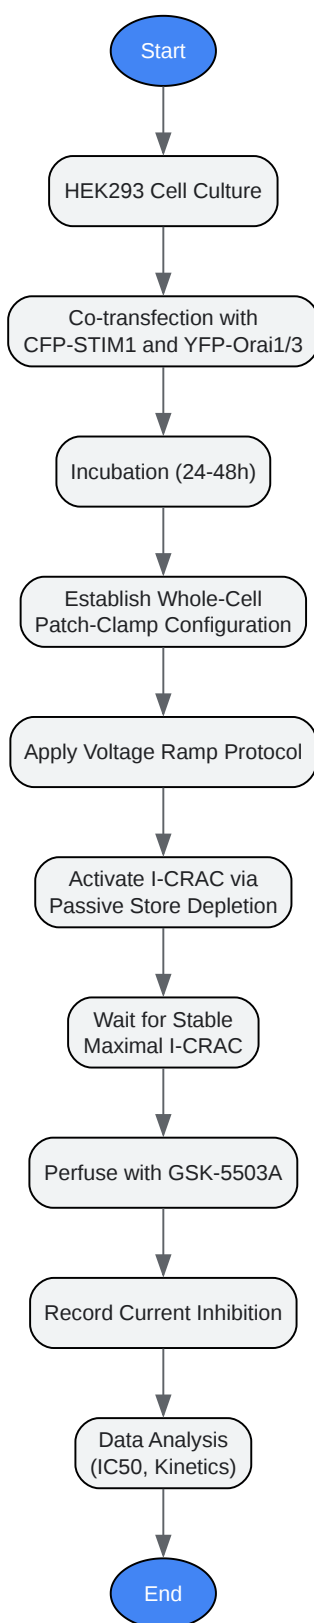 Start
HEK293 Cell Culture
Co-transfection with
CFP-STIM1 and YFP-Orai1/3
Incubation (24-48h)
Establish Whole-Cell
Patch-Clamp Configuration
Apply Voltage Ramp Protocol
Activate I-CRAC via
Passive Store Depletion
Wait for Stable
Maximal I-CRAC
Perfuse with GSK-5503A
Record Current Inhibition
Data Analysis
(IC50, Kinetics)
End